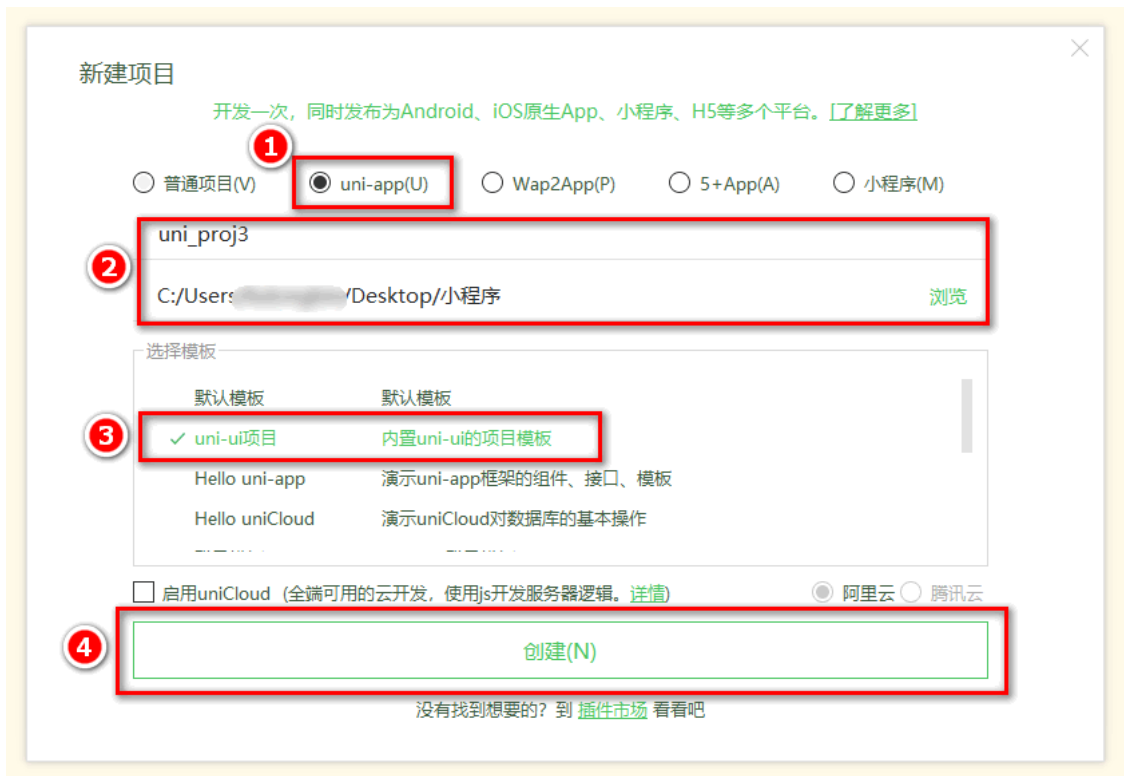 新建项目
开发一次，同时发布为Android、iOS原生App、小程序、H5等多个平台。[了解更多]
1
普通项目(V) uni-app(U) Wap2App(P) 5+App(A) 小程序(M)
uni_proj3
2
C:/Users /Desktop/小程序 浏览
选择模板
默认模板 默认模板
3
uni-ui项目 内置uni-ui的项目模板
Hello uni-app 演示uni-app框架的组件、接口、模板
Hello uniCloud 演示uniCloud对数据库的基本操作
启用uniCloud（全端可用的云开发，使用js开发服务器逻辑。详情) 阿里云 腾讯云
4
创建(N)
没有找到想要的？到 插件市场 看看吧